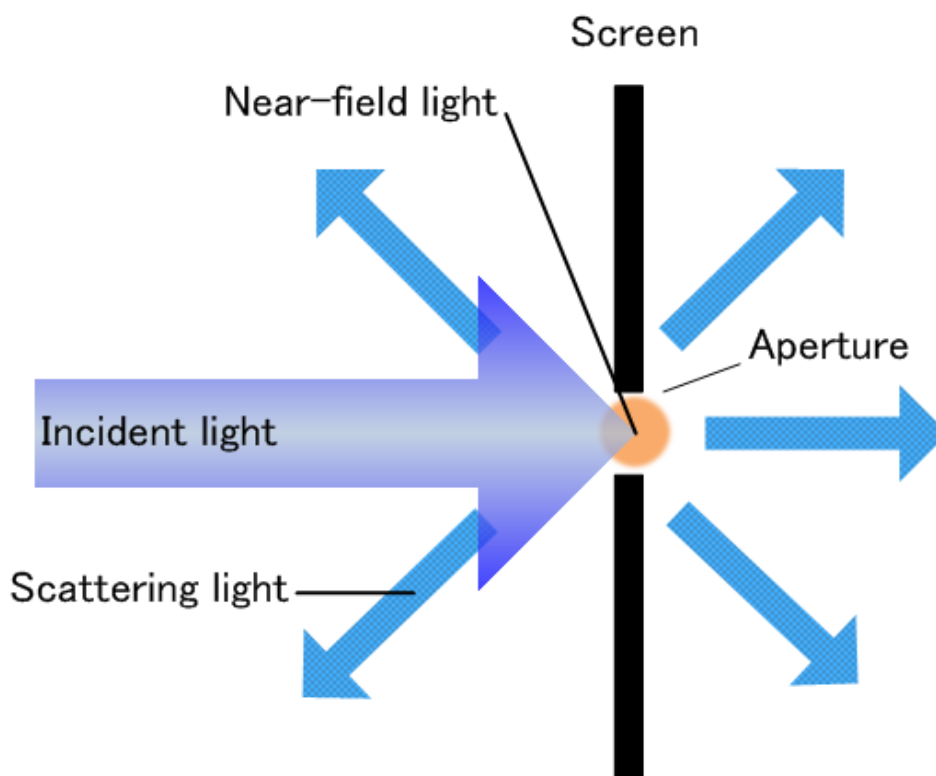 Screen
Near-field light
Aperture
Incident light
Scattering light